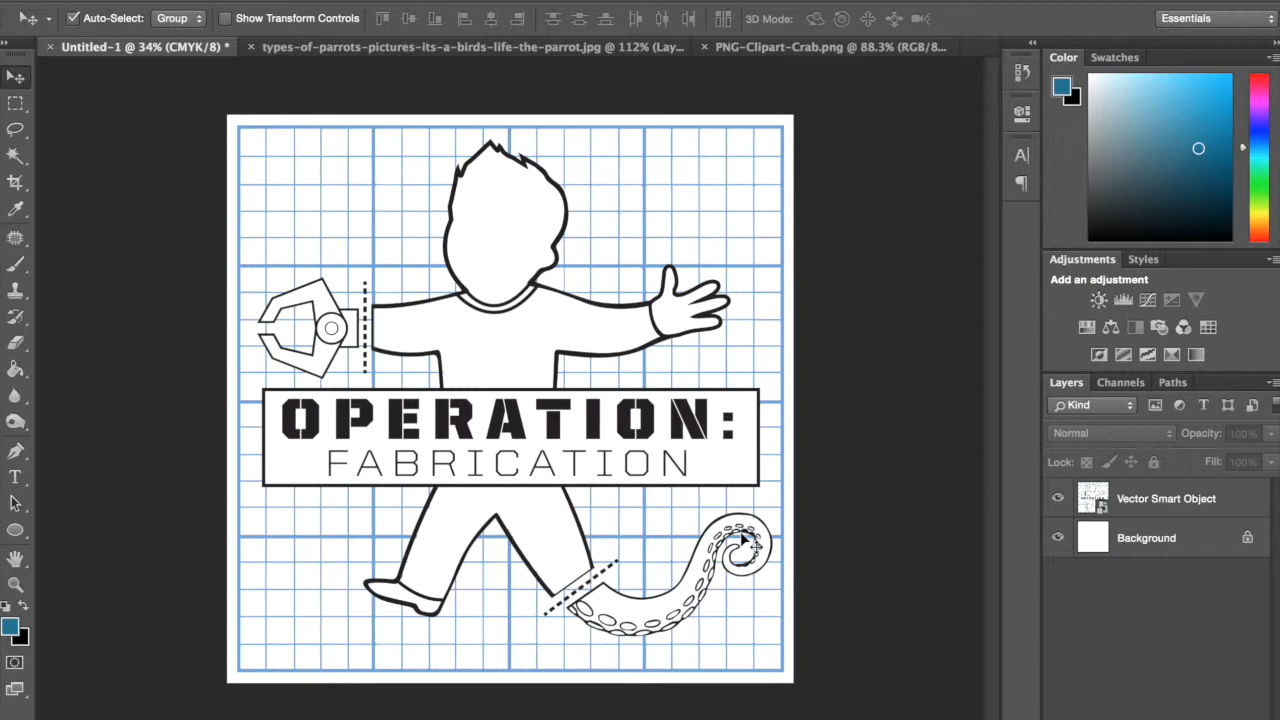 Auto-Select: Group Show Transform Controls 3D Mode: Essentials
Untitled-1 @ 34% (CMYK/8) * types-of-parrots-pictures-its-a-birds-life-the-parrot.jpg @ 112% (Lay... PNG-Clipart-Crab.png @ 88.3% (RGB/8...
Color Swatches
Adjustments Styles
Add an adjustment
Layers Channels Paths
Kind
Normal Opacity: 100%
Lock: Fill: 100%
Vector Smart Object
Background
OPERATION:
FABRICATION